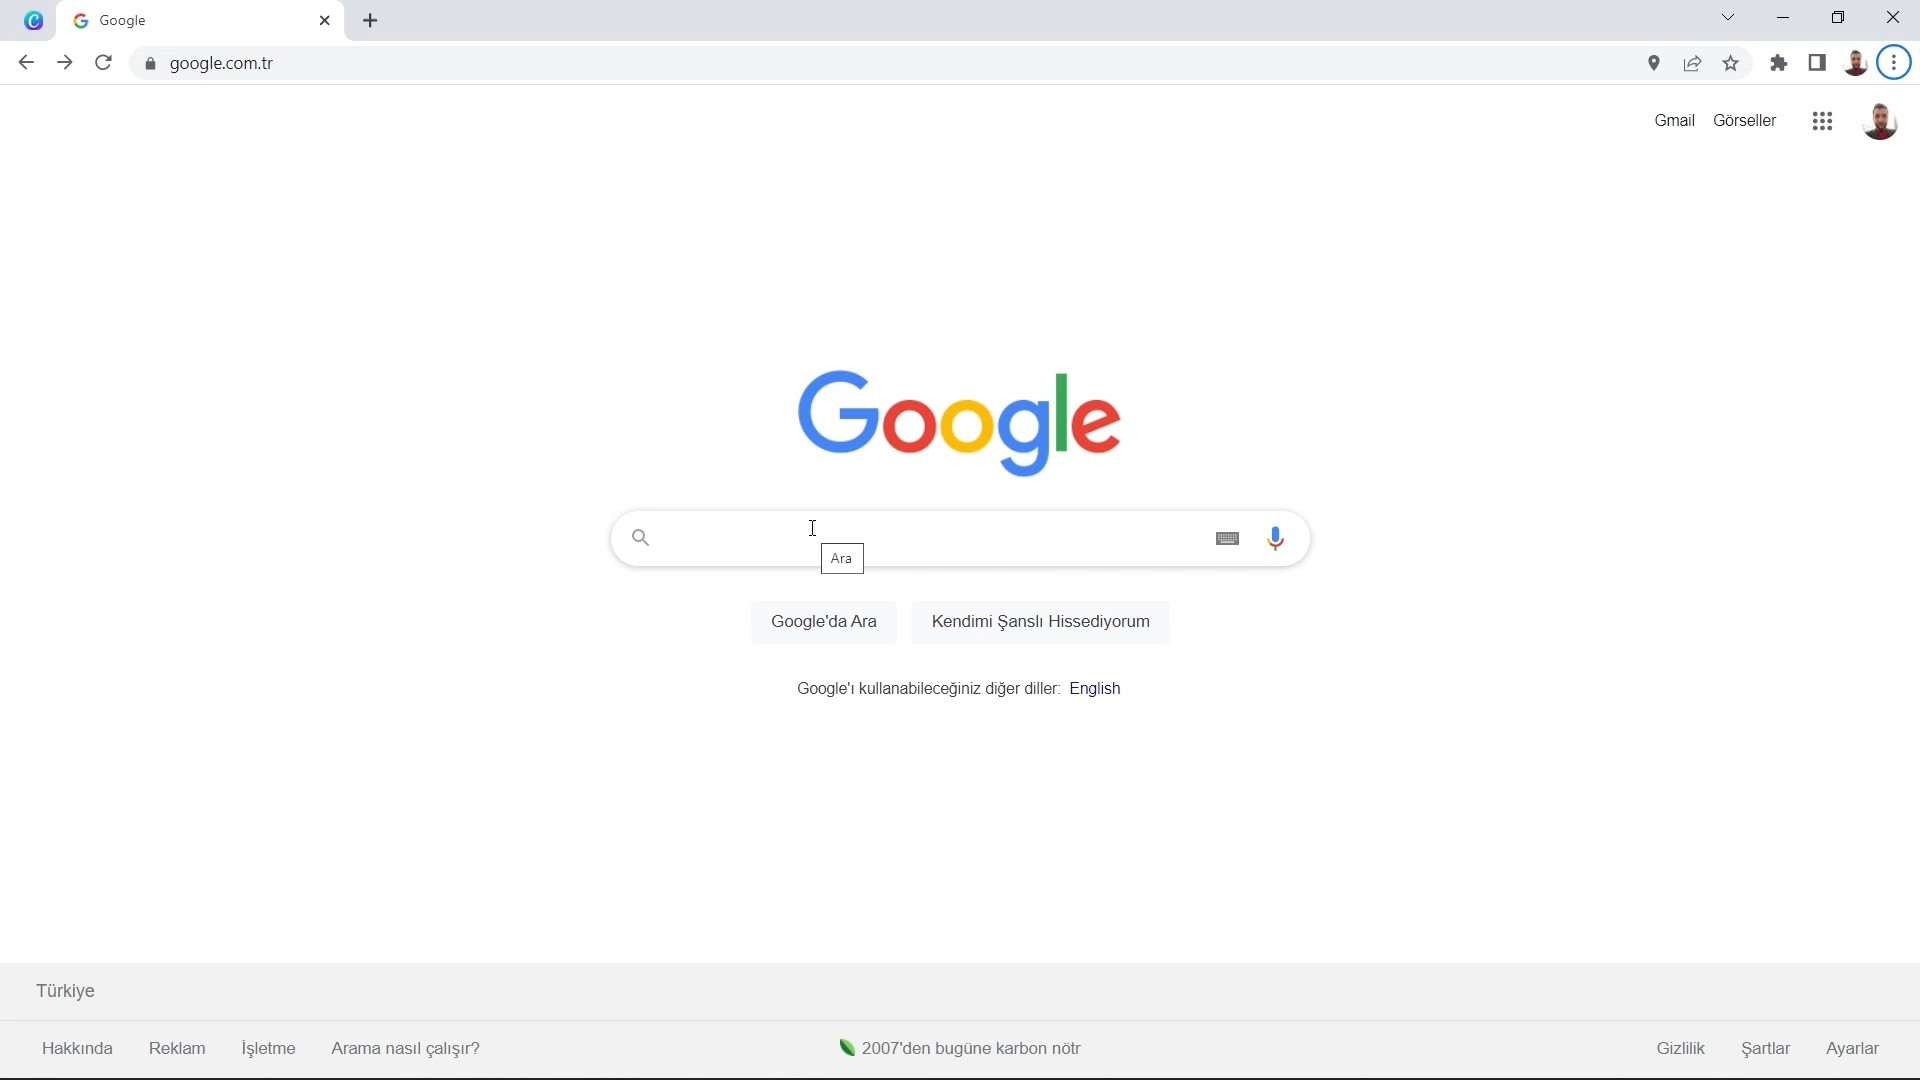 Google
google.com.tr
Gmail Görseller
Google
Ara
Google'da Ara Kendimi Şanslı Hissediyorum
Google'ı kullanabileceğiniz diğer diller: English
Türkiye
Hakkında Reklam İşletme Arama nasıl çalışır? 2007'den bugüne karbon nötr Gizlilik Şartlar Ayarlar